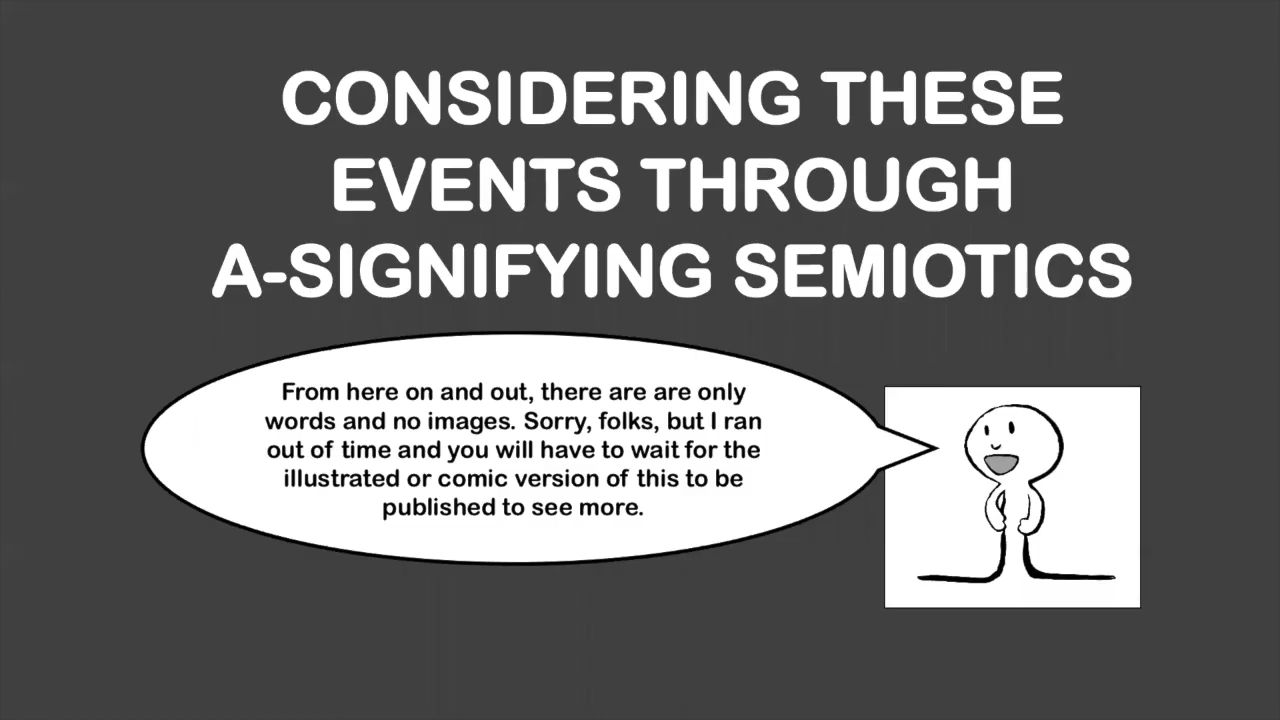 CONSIDERING THESE
EVENTS THROUGH
A-SIGNIFYING SEMIOTICS
From here on and out, there are are only
words and no images. Sorry, folks, but I ran
out of time and you will have to wait for the
illustrated or comic version of this to be
published to see more.